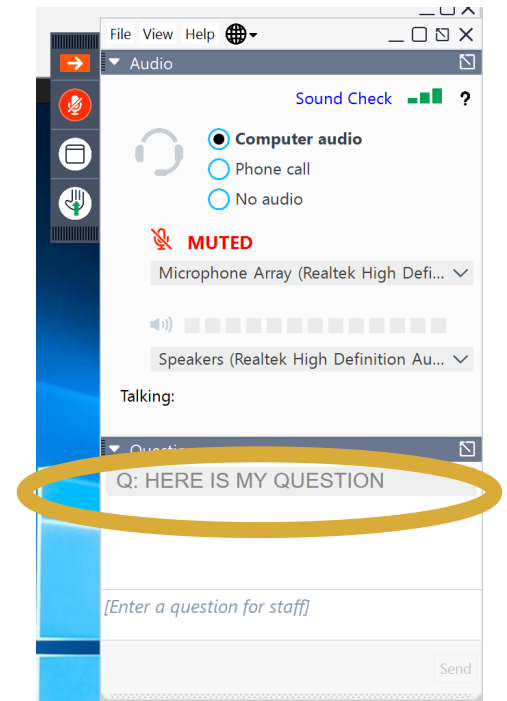 File View Help
Audio
Sound Check ?
Computer audio
Phone call
No audio
MUTED
Microphone Array (Realtek High Defi...
Speakers (Realtek High Definition Au...
Talking:
Q: HERE IS MY QUESTION
[Enter a question for staff]
Send